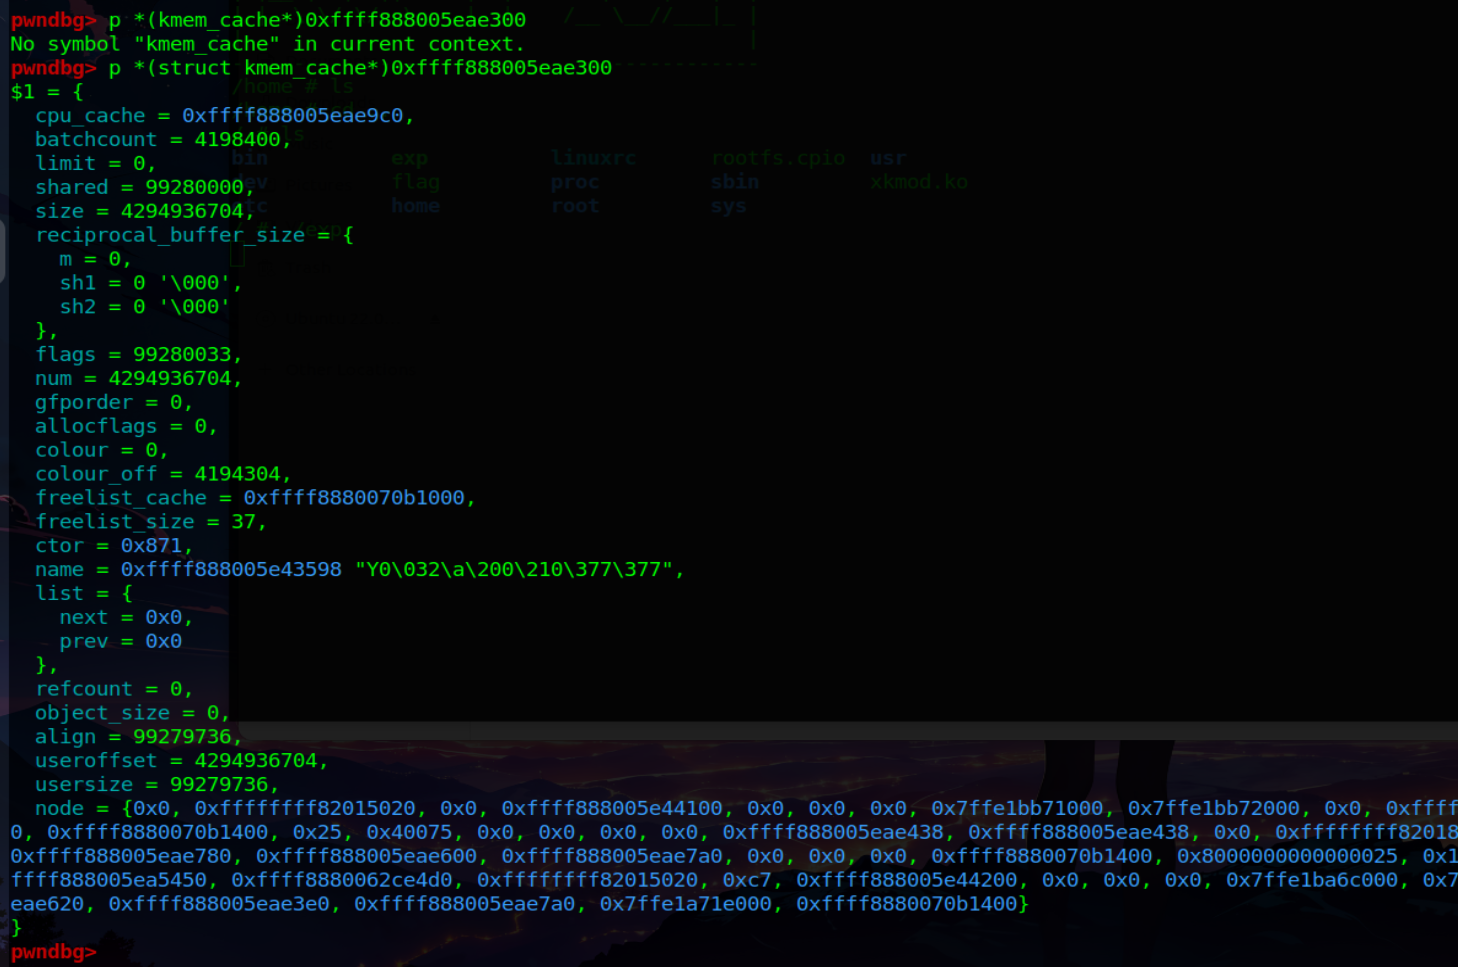 pwndbg> p *(kmem_cache*)0xffff888005eae300
No symbol "kmem_cache" in current context.
pwndbg> p *(struct kmem_cache*)0xffff888005eae300
/home # ls
$1 = {
cpu_cache = 0xffff888005eae9c0,
batchcount = 4198400,
limit = 0,
bin exp linuxrc rootfs.cpio usr
shared = 99280000,
dev flag proc sbin xkmod.ko
size = 4294936704,
etc home root sys
reciprocal_buffer_size = {
m = 0,
sh1 = 0 '\000',
sh2 = 0 '\000'
},
flags = 99280033,
num = 4294936704,
gfporder = 0,
allocflags = 0,
colour = 0,
colour_off = 4194304,
freelist_cache = 0xffff8880070b1000,
freelist_size = 37,
ctor = 0x871,
name = 0xffff888005e43598 "Y0\032\a\200\210\377\377",
list = {
next = 0x0,
prev = 0x0
},
refcount = 0,
object_size = 0,
align = 99279736,
useroffset = 4294936704,
usersize = 99279736,
node = {0x0, 0xffffffff82015020, 0x0, 0xffff888005e44100, 0x0, 0x0, 0x0, 0x7ffe1bb71000, 0x7ffe1bb72000, 0x0, 0xffff
0, 0xffff8880070b1400, 0x25, 0x40075, 0x0, 0x0, 0x0, 0x0, 0xffff888005eae438, 0xffff888005eae438, 0x0, 0xffffffff82018
0xffff888005eae780, 0xffff888005eae600, 0xffff888005eae7a0, 0x0, 0x0, 0x0, 0xffff8880070b1400, 0x8000000000000025, 0x1
ffff888005ea5450, 0xffff8880062ce4d0, 0xffffffff82015020, 0xc7, 0xffff888005e44200, 0x0, 0x0, 0x0, 0x7ffe1ba6c000, 0x7
eae620, 0xffff888005eae3e0, 0xffff888005eae7a0, 0x7ffe1a71e000, 0xffff8880070b1400}
}
pwndbg>